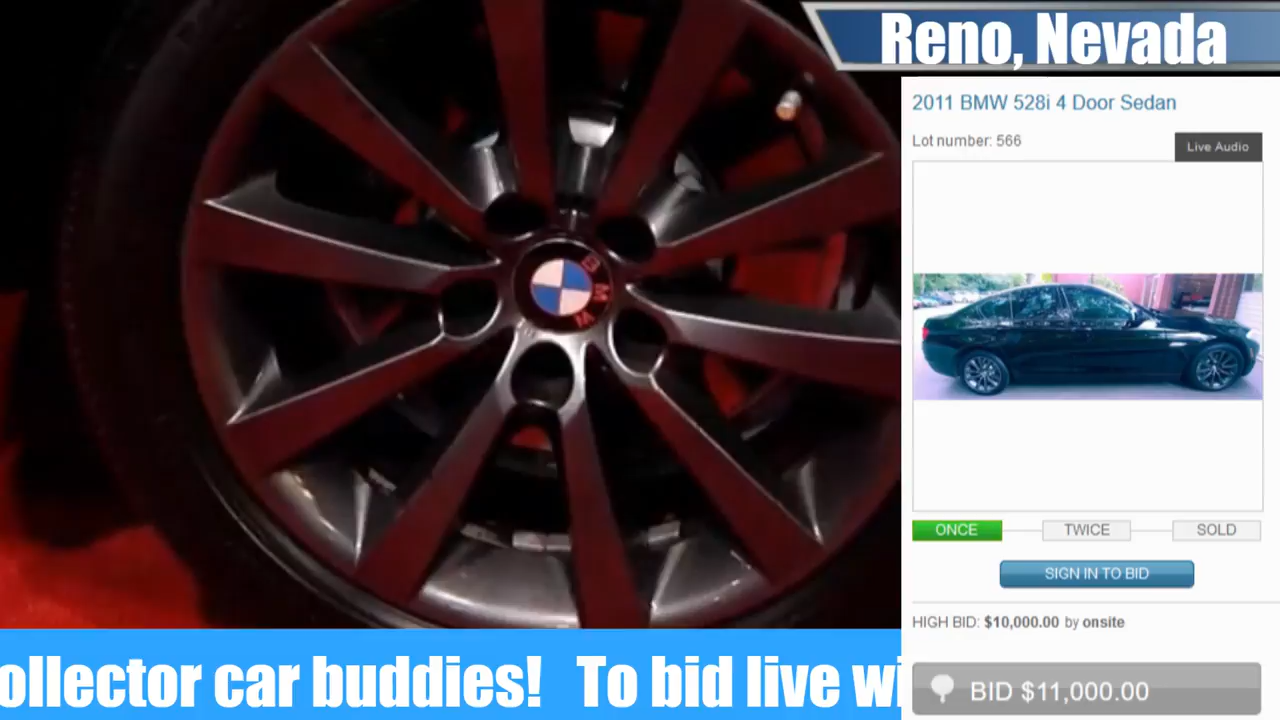 Reno, Nevada
2011 BMW 528i 4 Door Sedan
Lot number: 566
Live Audio
BMW
ONCE
TWICE
SOLD
SIGN IN TO BID
HIGH BID: $10,000.00 by onsite
BID $11,000.00
ollector car buddies! To bid live wi